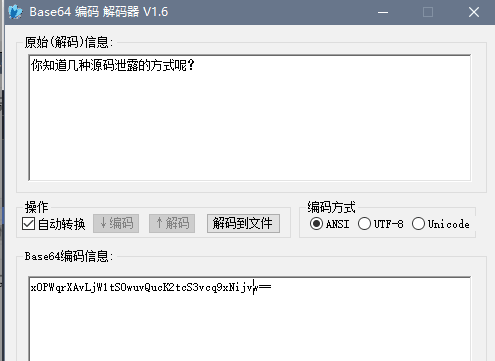 Base64 编码 解码器 V1.6
原始(解码)信息:
你知道几种源码泄露的方式呢？
操作
编码方式
自动转换 ↓编码 ↑解码 解码到文件 ANSI UTF-8 Unicode
Base64编码信息:
xOPWqrXAvLjW1tS0wuvQucK2tcS3vcq9xNijvw==